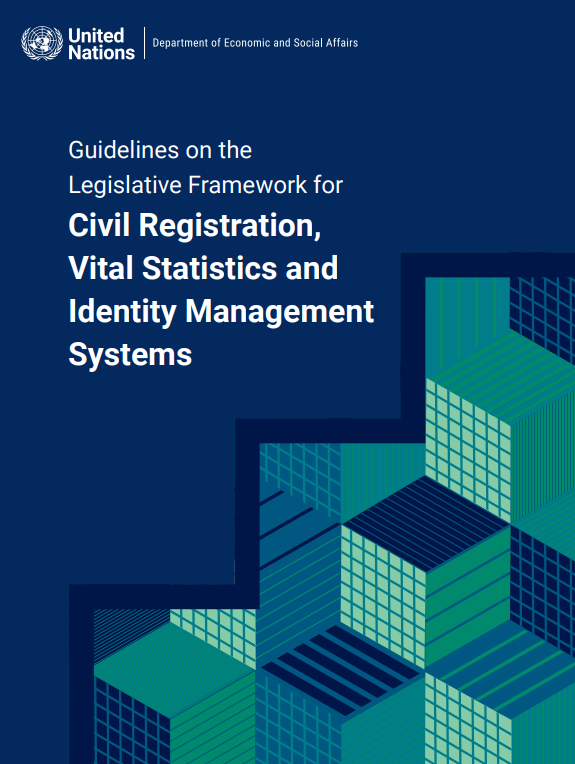 United
Nations
Department of Economic and Social Affairs
Guidelines on the
Legislative Framework for
Civil Registration,
Vital Statistics and
Identity Management
Systems